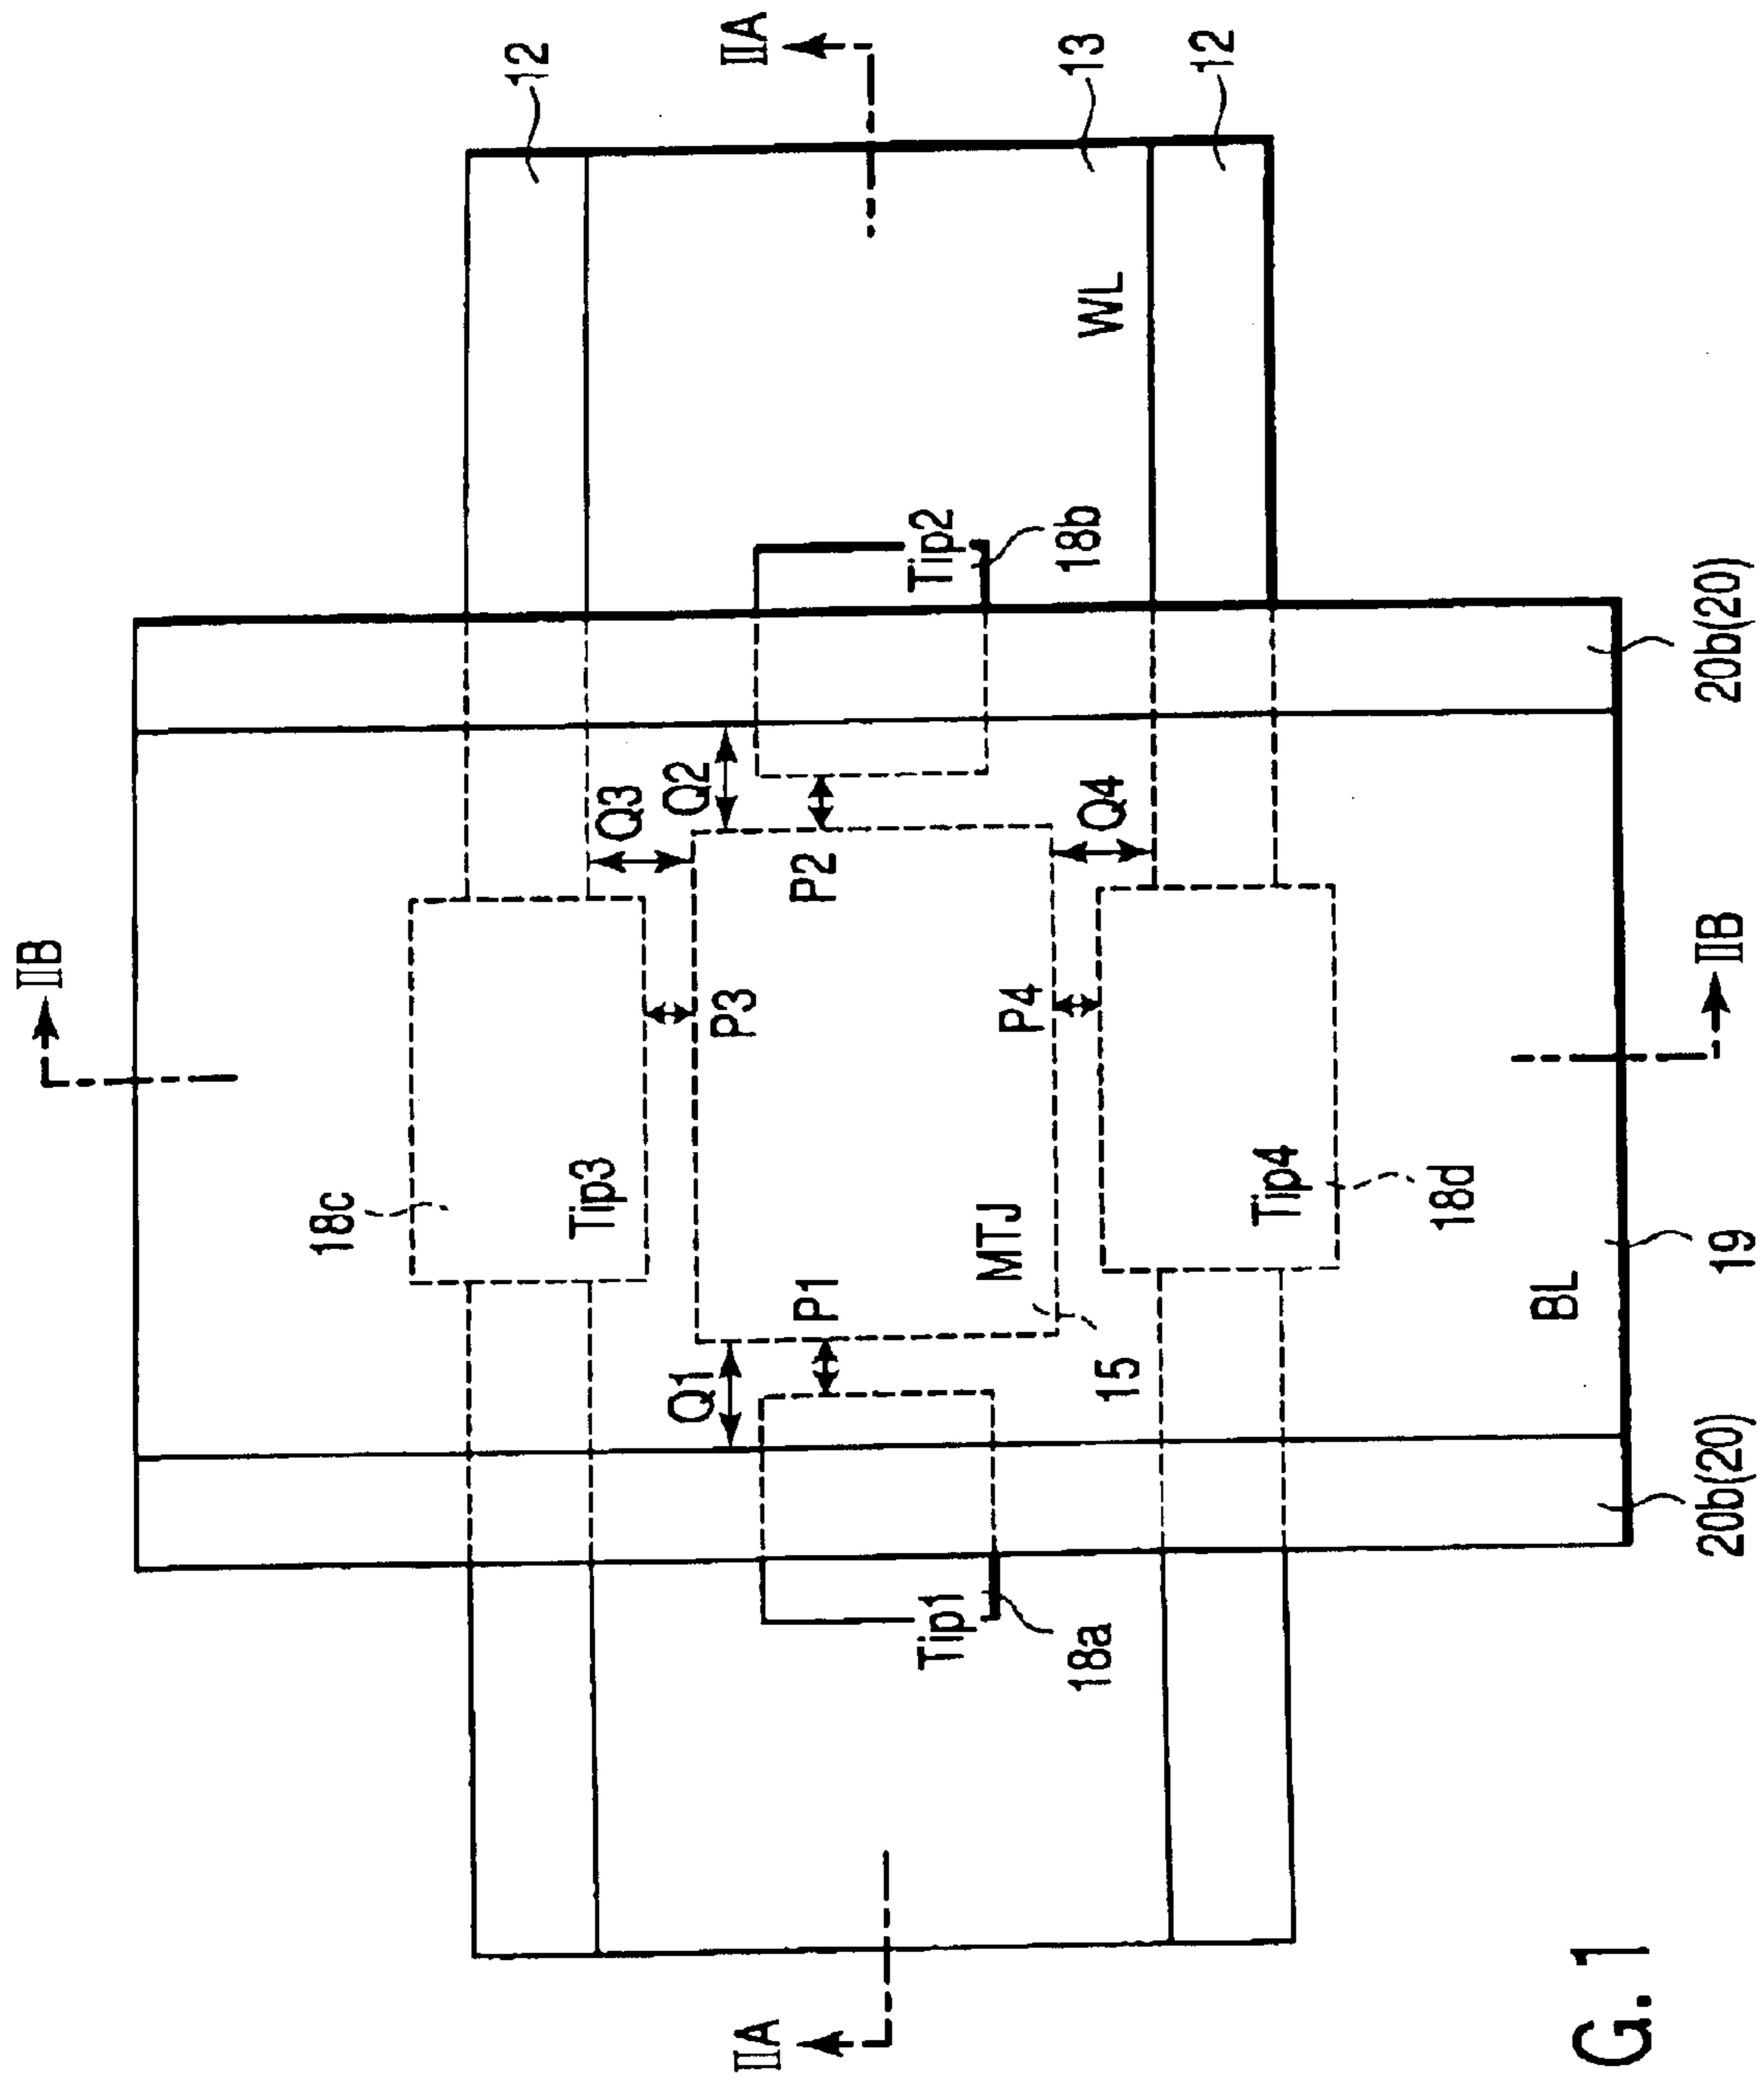 ⅡB
18c
12
Tip3
Q3
Q1
Q2
P3
ⅡA
ⅡA
P1
P2
Tip1
Tip2
MTJ
P4
18a
15
Q4
18b
WL
13
12
Tip4
18d
BL
G. 1
20b(20)
19
ⅡB
20b(20)